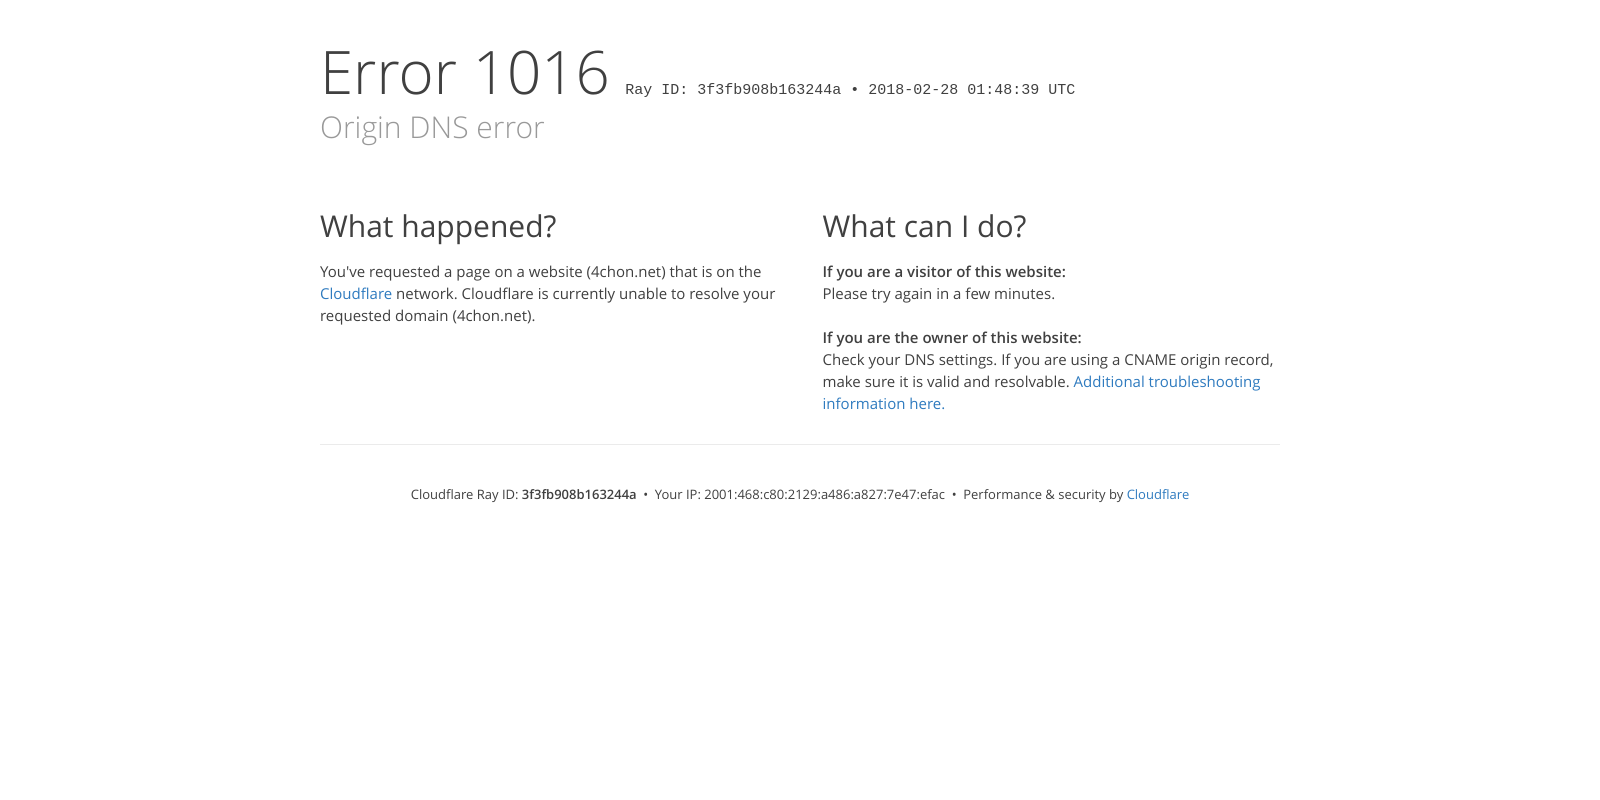 Error 1016 Ray ID: 3f3fb908b163244a • 2018-02-28 01:48:39 UTC
Origin DNS error
What happened?
You've requested a page on a website (4chon.net) that is on the
Cloudflare network. Cloudflare is currently unable to resolve your
requested domain (4chon.net).
What can I do?
If you are a visitor of this website:
Please try again in a few minutes.
If you are the owner of this website:
Check your DNS settings. If you are using a CNAME origin record,
make sure it is valid and resolvable. Additional troubleshooting
information here.
Cloudflare Ray ID: 3f3fb908b163244a • Your IP: 2001:468:c80:2129:a486:a827:7e47:efac • Performance & security by Cloudflare